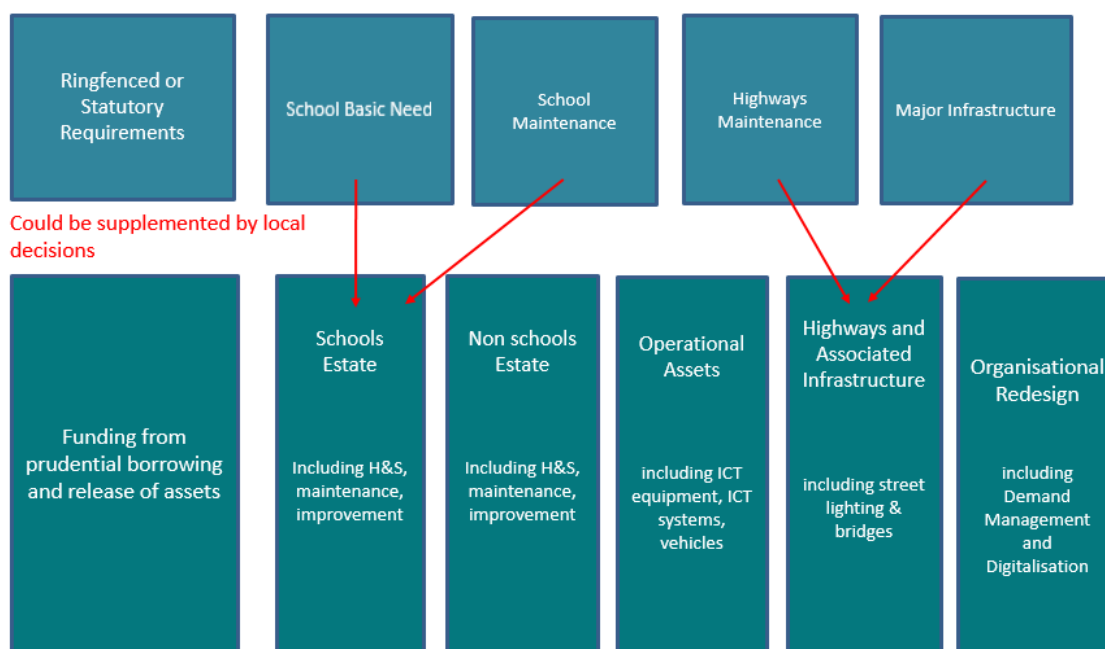 Ringfenced or
Statutory
Requirements
School Basic Need
School
Maintenance
Highways
Maintenance
Major Infrastructure
Could be supplemented by local
decisions
Funding from
prudential borrowing
and release of assets
Schools
Estate
Including H&S,
maintenance,
improvement
Non schools
Estate
Including H&S,
maintenance,
improvement
Operational
Assets
including ICT
equipment, ICT
systems,
vehicles
Highways and
Associated
Infrastructure
including street
lighting &
bridges
Organisational
Redesign
including
Demand
Management
and
Digitalisation